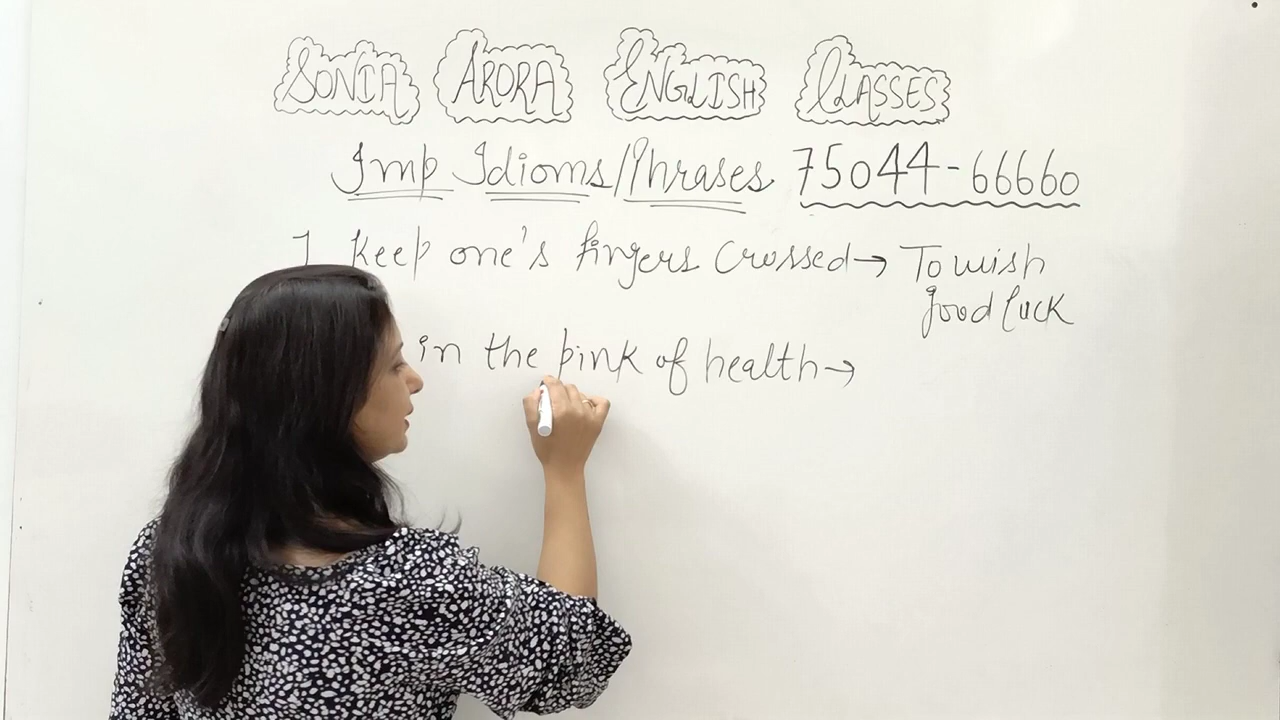 SONIA ARORA ENGLISH CLASSES
Imp Idioms/Phrases 75044-66660
1 Keep one's fingers crossed → To wish
good luck
in the pink of health →